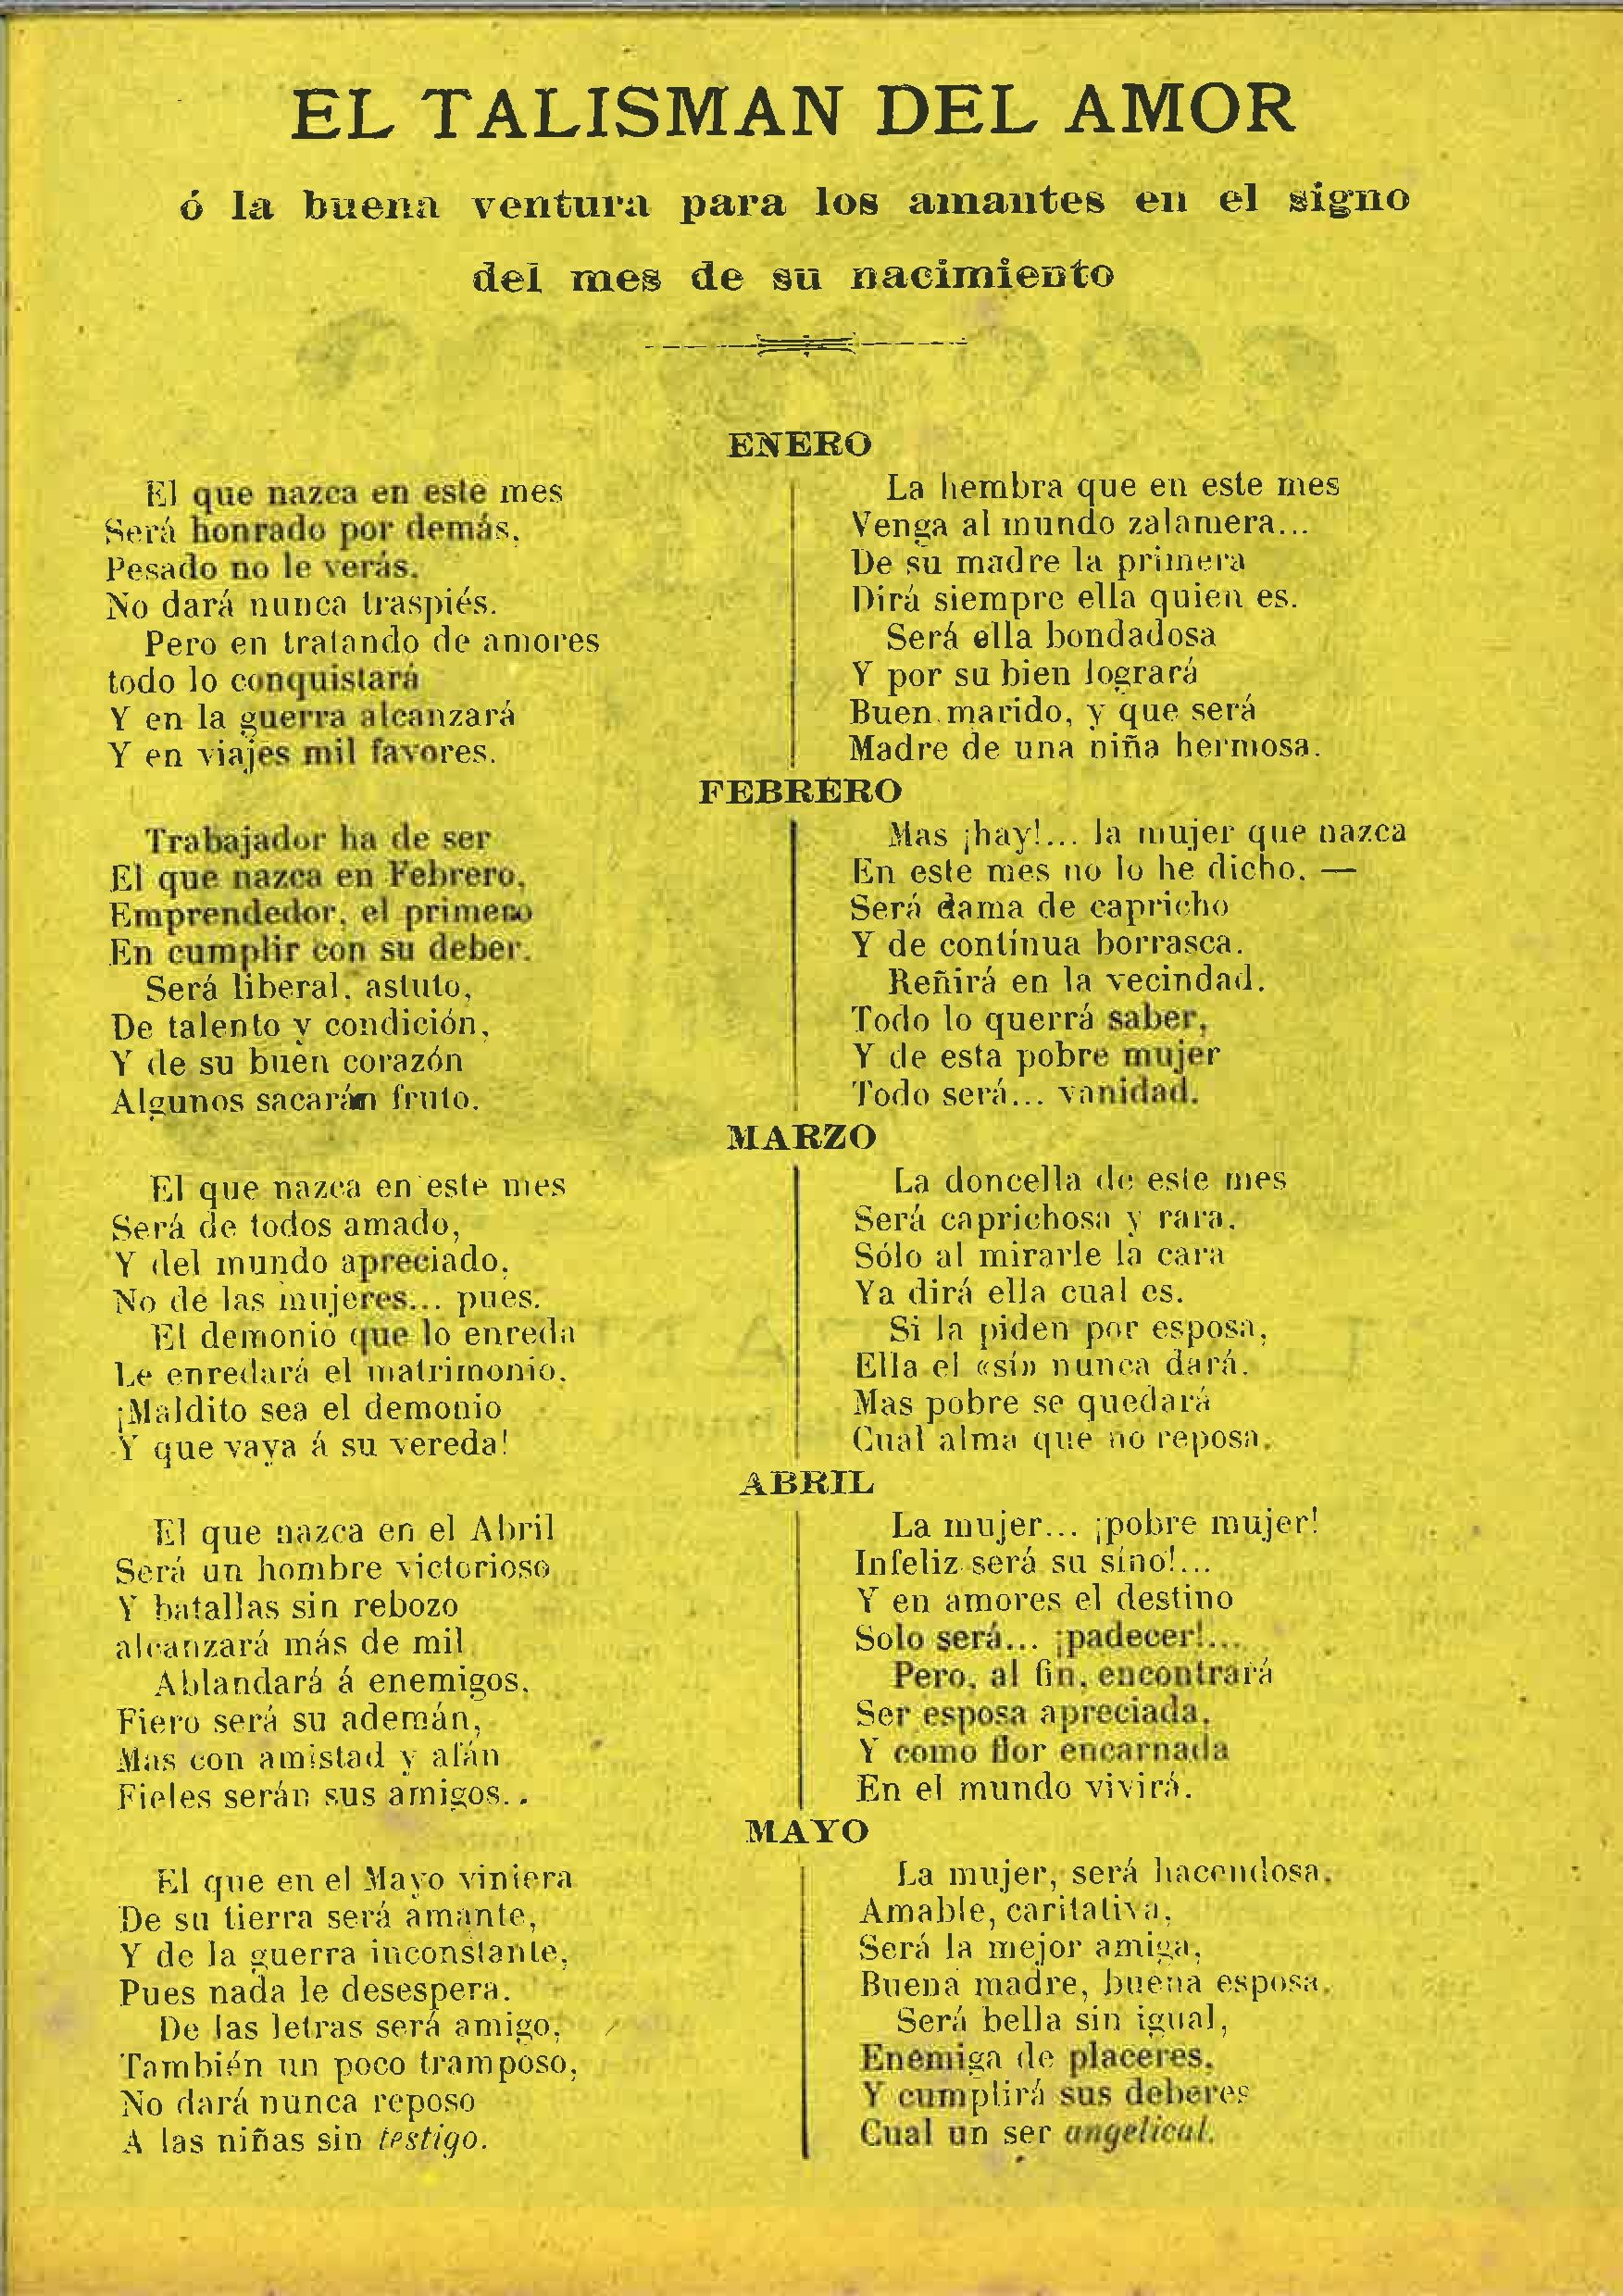 EL TALISMAN DEL AMOR
ó la buena ventura para los amantes en el signo
del mes de su nacimiento
ENERO
El que nazca en este mes
Será honrado por demás,
Pesado no le verás.
No dará nunca traspiés.
Pero en tratando de amores
todo lo conquistará
Y en la guerra alcanzará
Y en viajes mil favores.
La hembra que en este mes
Venga al mundo zalamera...
De su madre la primera
Dirá siempre ella quien es.
Será ella bondadosa
Y por su bien logrará
Buen marido, y que será
Madre de una niña hermosa.
FEBRERO
Trabajador ha de ser
El que nazca en Febrero,
Emprendedor, el primero
En cumplir con su deber.
Será liberal, astuto,
De talento y condición,
Y de su buen corazón
Algunos sacarán fruto.
Mas ¡hay!... la mujer que nazca
En este mes no lo he dicho. —
Será dama de capricho
Y de contínua borrasca.
Reñirá en la vecindad.
Todo lo querrá saber,
Y de esta pobre mujer
Todo será... vanidad.
MARZO
El que nazca en este mes
Será de todos amado,
Y del mundo apreciado,
No de las mujeres... pues.
El demonio que lo enreda
Le enredará el matrimonio.
¡Maldito sea el demonio
Y que vaya á su vereda!
La doncella de este mes
Será caprichosa y rara,
Sólo al mirarle la cara
Ya dirá ella cual es.
Si la piden por esposa,
Ella el «sí» nunca dará.
Mas pobre se quedará
Cual alma que no reposa.
ABRIL
El que nazca en el Abril
Será un hombre victorioso
Y batallas sin rebozo
alcanzará más de mil
Ablandará á enemigos.
Fiero será su ademán,
Mas con amistad y afán
Fieles serán sus amigos..
La mujer... ¡pobre mujer!
Infeliz será su sino!...
Y en amores el destino
Solo será... ¡padecer!...
Pero, al fin, encontrará
Ser esposa apreciada,
Y como flor encarnada
En el mundo vivirá.
MAYO
El que en el Mayo viniera
De su tierra será amante,
Y de la guerra inconstante,
Pues nada le desespera.
De las letras será amigo,
También un poco tramposo,
No dará nunca reposo
A las niñas sin testigo.
La mujer, será hacendosa,
Amable, caritativa,
Será la mejor amiga,
Buena madre, buena esposa.
Será bella sin igual,
Enemiga de placeres,
Y cumplirá sus deberes
Cual un ser angelical.